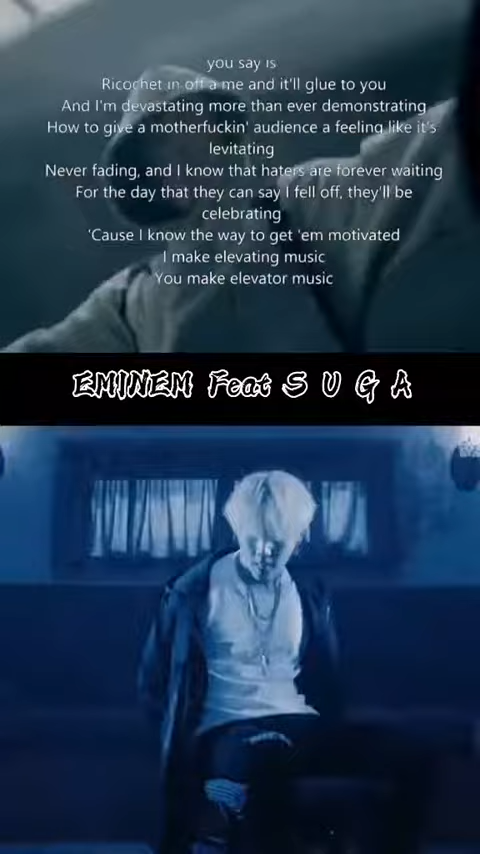 you say is
Ricochet in off a me and it'll glue to you
And I'm devastating more than ever demonstrating
How to give a motherfuckin' audience a feeling like it's
levitating
Never fading, and I know that haters are forever waiting
For the day that they can say I fell off, they'll be
celebrating
'Cause I know the way to get 'em motivated
I make elevating music
You make elevator music
EMINEM Feat S U G A